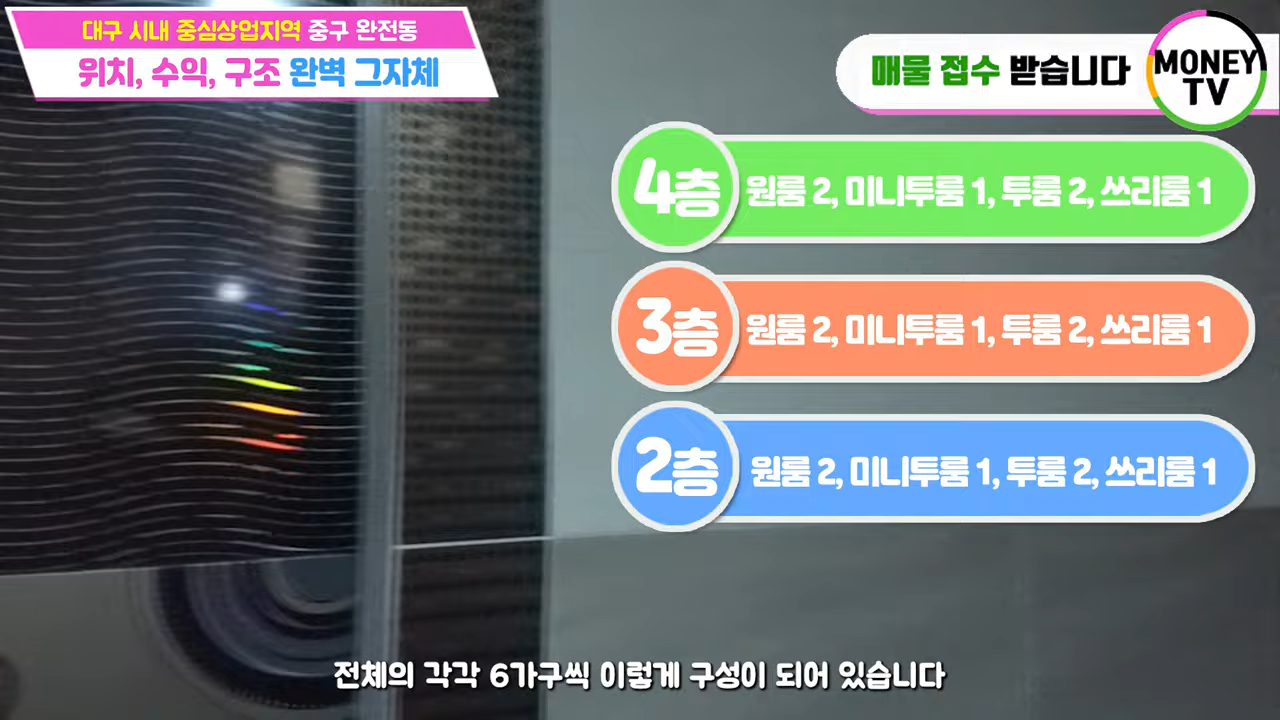 대구 시내 중심상업지역 중구 완전동
위치, 수익, 구조 완벽 그자체
매물 접수 받습니다
MONEY
TV
4층 원룸 2, 미니투룸 1, 투룸 2, 쓰리룸 1
3층 원룸 2, 미니투룸 1, 투룸 2, 쓰리룸 1
2층 원룸 2, 미니투룸 1, 투룸 2, 쓰리룸 1
전체의 각각 6가구씩 이렇게 구성이 되어 있습니다